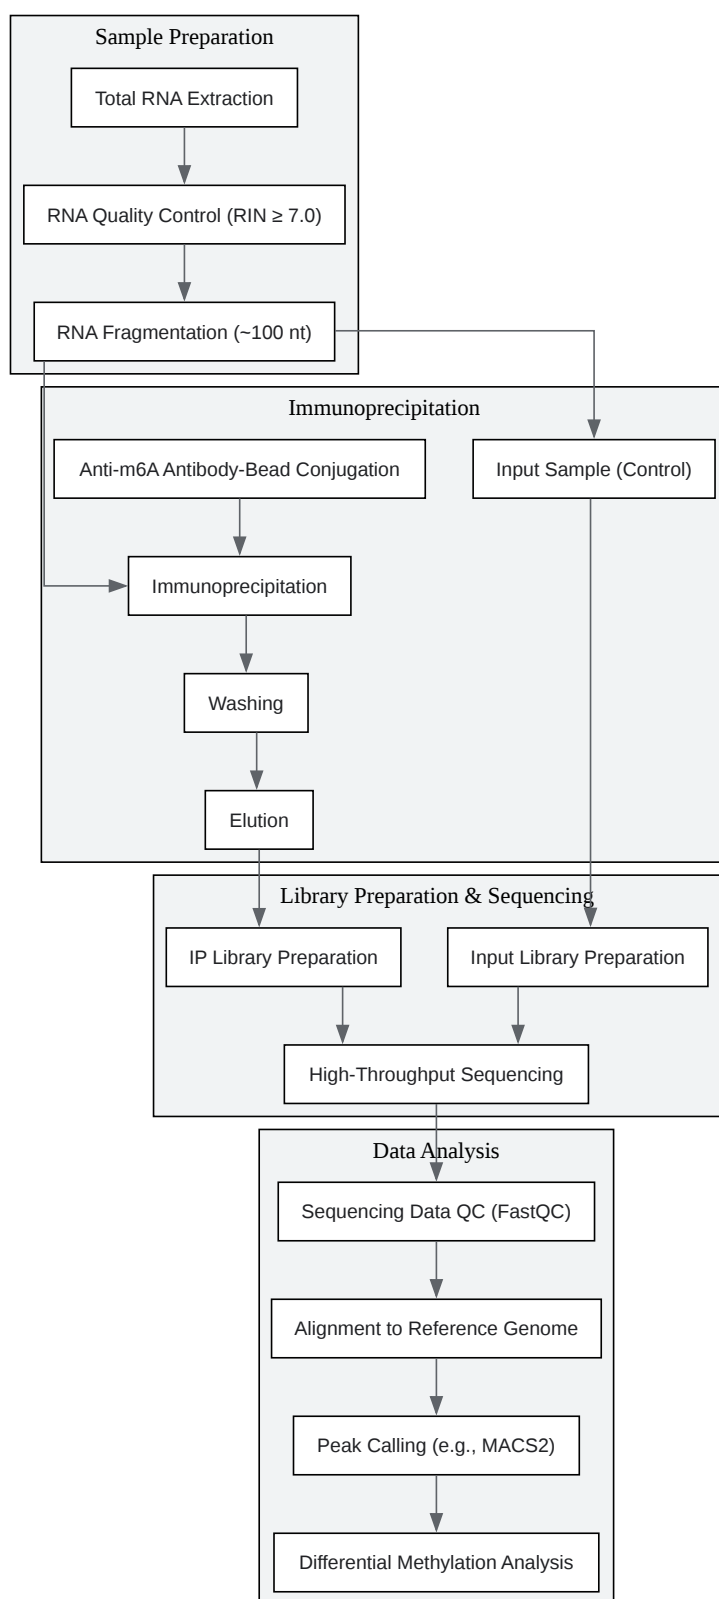 Sample Preparation
Total RNA Extraction
RNA Quality Control (RIN ≥ 7.0)
RNA Fragmentation (~100 nt)
Immunoprecipitation
Anti-m6A Antibody-Bead Conjugation
Input Sample (Control)
Immunoprecipitation
Washing
Elution
Library Preparation & Sequencing
IP Library Preparation
Input Library Preparation
High-Throughput Sequencing
Data Analysis
Sequencing Data QC (FastQC)
Alignment to Reference Genome
Peak Calling (e.g., MACS2)
Differential Methylation Analysis